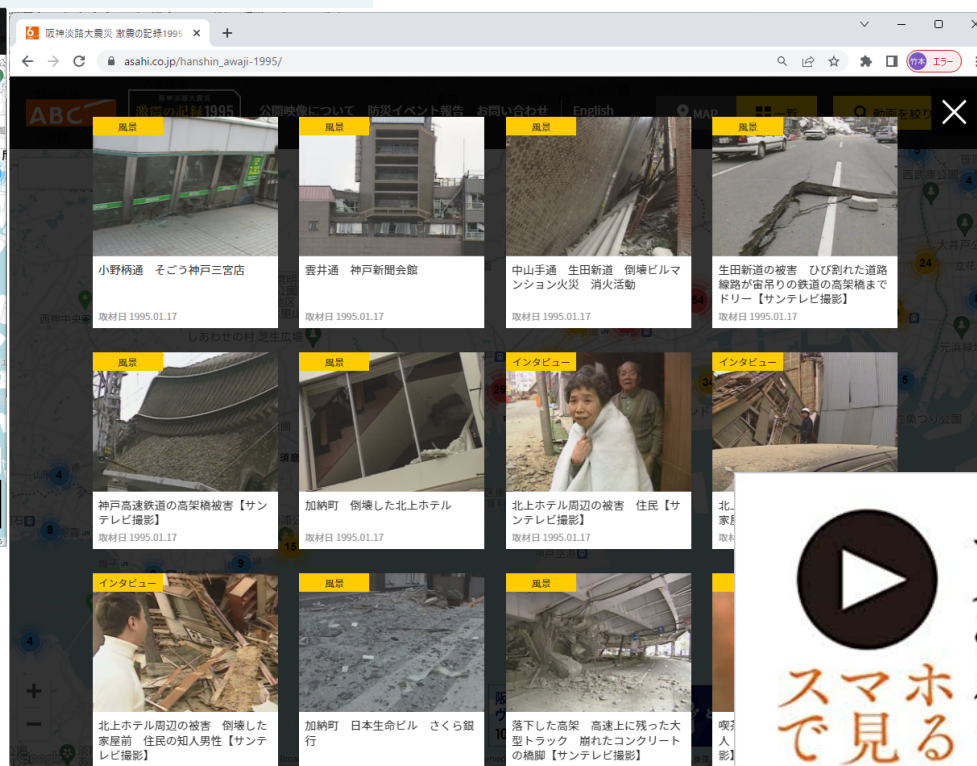 阪神淡路大震災 激震の記録1995
asahi.co.jp/hanshin_awaji-1995/
竹本 エラー
ABC
阪神淡路大震災
激震の記録1995
公開映像について 防災イベント報告 お問い合わせ English
MAP
一覧
動画を絞り
風景
風景
風景
風景
小野柄通 そごう神戸三宮店
取材日 1995.01.17
雲井通 神戸新聞会館
取材日 1995.01.17
中山手通 生田新道 倒壊ビルマ
ンション火災 消火活動
取材日 1995.01.17
生田新道の被害 ひび割れた道路
線路が宙吊りの鉄道の高架橋まで
ドリー【サンテレビ撮影】
取材日 1995.01.17
しあわせの村 芝生広場
24
風景
風景
インタビュー
インタビュー
神戸高速鉄道の高架橋被害【サン
テレビ撮影】
取材日 1995.01.17
加納町 倒壊した北上ホテル
取材日 1995.01.17
北上ホテル周辺の被害 住民【サ
ンテレビ撮影】
取材日 1995.01.17
インタビュー
風景
風景
北上ホテル周辺の被害 倒壊した
家屋前 住民の知人男性【サンテ
レビ撮影】
加納町 日本生命ビル さくら銀
行
落下した高架 高速上に残った大
型トラック 崩れたコンクリート
の橋脚【サンテレビ撮影】
スマホ
で見る